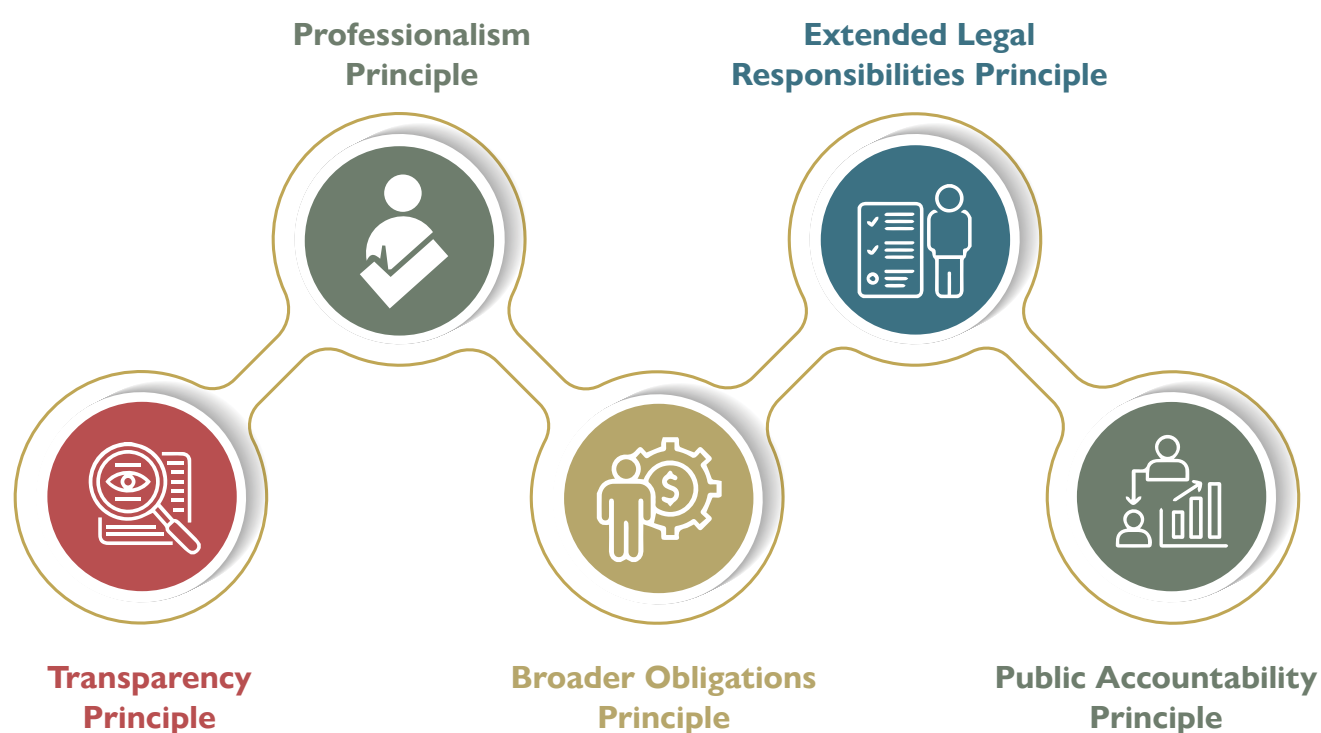 Professionalism
Principle
Extended Legal
Responsibilities Principle
$
Transparency
Principle
Broader Obligations
Principle
Public Accountability
Principle